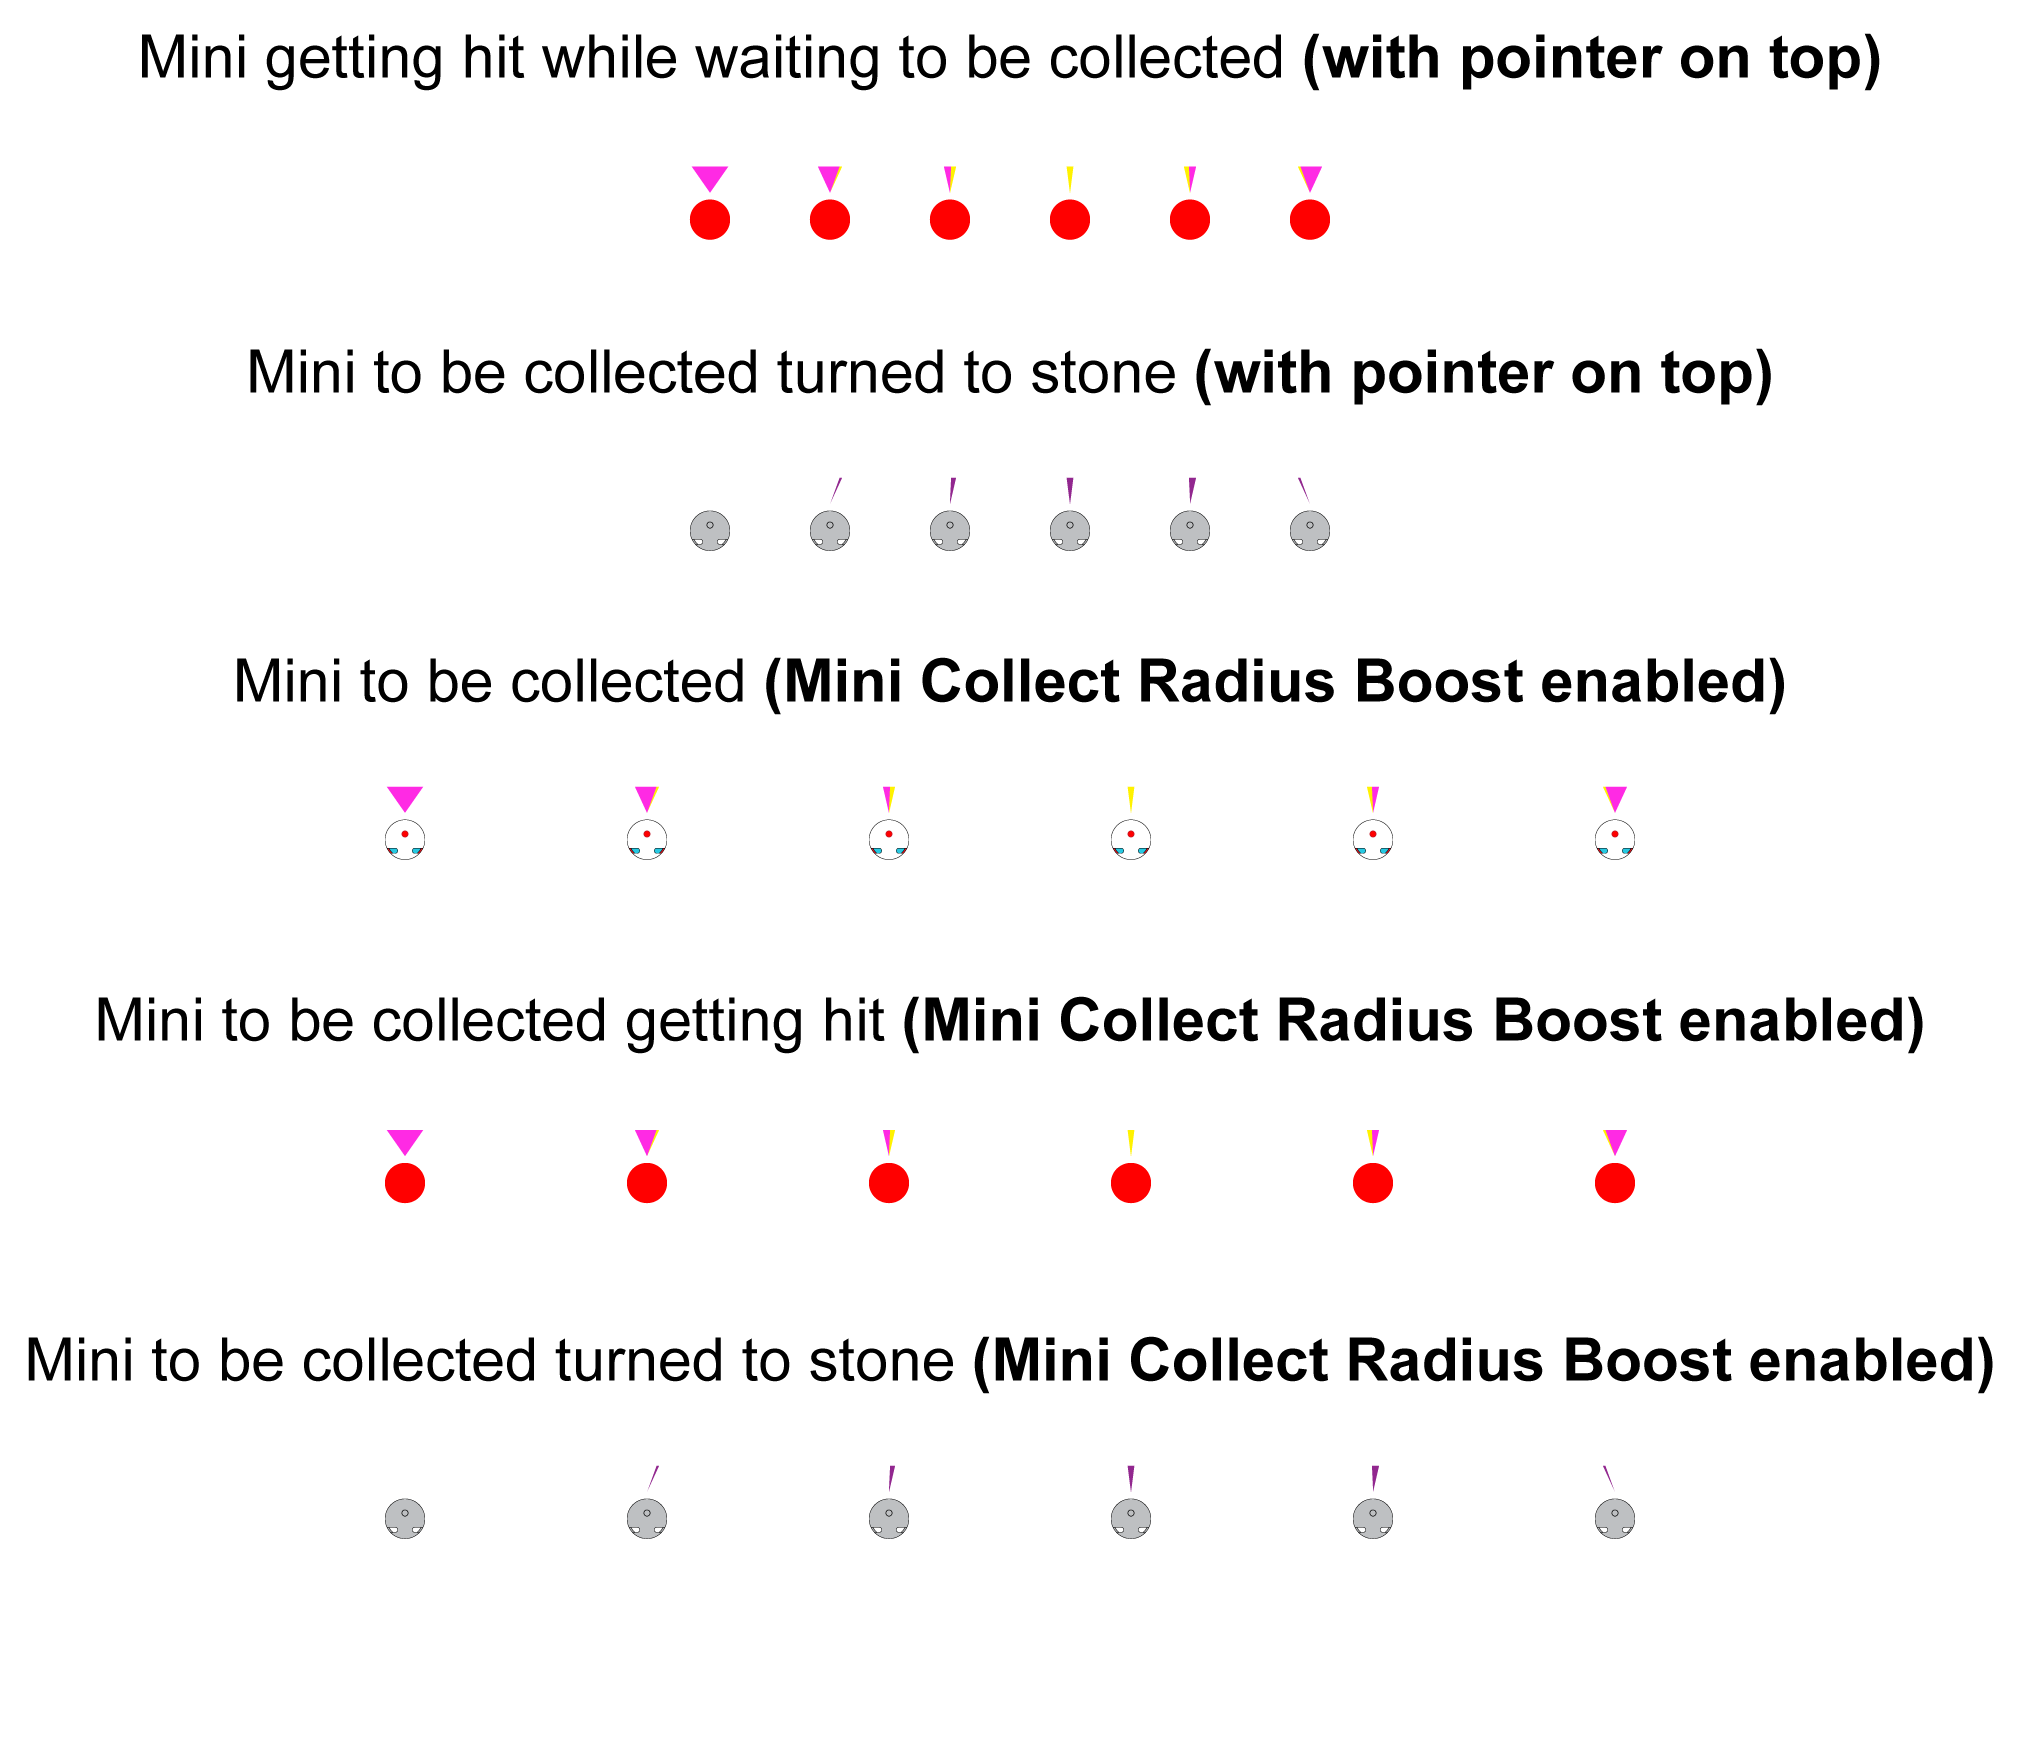 Mini getting hit while waiting to be collected (with pointer on top)
Mini to be collected turned to stone (with pointer on top)
Mini to be collected (Mini Collect Radius Boost enabled)
Mini to be collected getting hit (Mini Collect Radius Boost enabled)
Mini to be collected turned to stone (Mini Collect Radius Boost enabled)